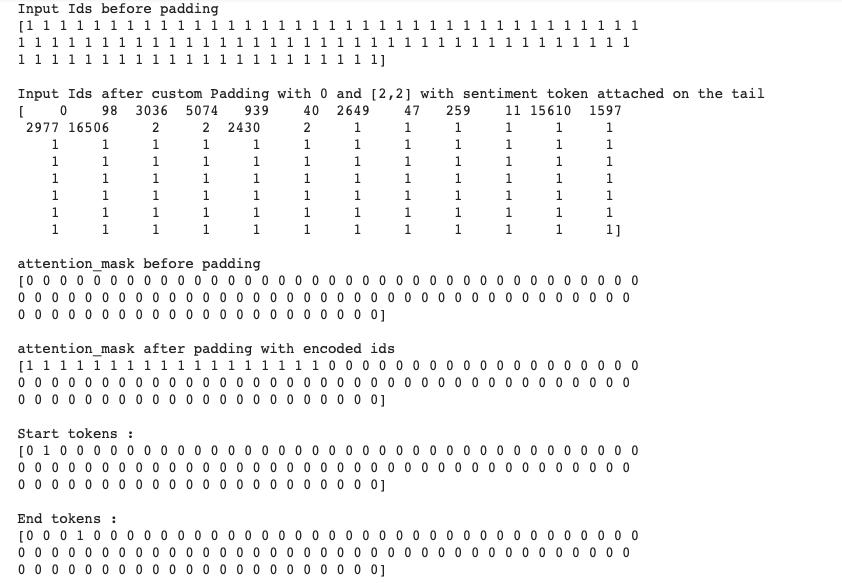 Input Ids before padding
[1 1 1 1 1 1 1 1 1 1 1 1 1 1 1 1 1 1 1 1 1 1 1 1 1 1 1 1 1 1 1 1 1 1 1 1 1
1 1 1 1 1 1 1 1 1 1 1 1 1 1 1 1 1 1 1 1 1 1 1 1 1 1 1 1 1 1 1 1 1 1 1 1 1
1 1 1 1 1 1 1 1 1 1 1 1 1 1 1 1 1 1 1 1 1 1]
Input Ids after custom Padding with 0 and [2,2] with sentiment token attached on the tail
[ 0 98 3036 5074 939 40 2649 47 259 11 15610 1597
2977 16506 2 2 2430 2 1 1 1 1 1 1
1 1 1 1 1 1 1 1 1 1 1 1
1 1 1 1 1 1 1 1 1 1 1 1
1 1 1 1 1 1 1 1 1 1 1 1
1 1 1 1 1 1 1 1 1 1 1 1
1 1 1 1 1 1 1 1 1 1 1 1
1 1 1 1 1 1 1 1 1 1 1 1]
attention_mask before padding
[0 0 0 0 0 0 0 0 0 0 0 0 0 0 0 0 0 0 0 0 0 0 0 0 0 0 0 0 0 0 0 0 0 0 0 0 0
0 0 0 0 0 0 0 0 0 0 0 0 0 0 0 0 0 0 0 0 0 0 0 0 0 0 0 0 0 0 0 0 0 0 0 0 0
0 0 0 0 0 0 0 0 0 0 0 0 0 0 0 0 0 0 0 0 0 0]
attention_mask after padding with encoded ids
[1 1 1 1 1 1 1 1 1 1 1 1 1 1 1 1 1 1 0 0 0 0 0 0 0 0 0 0 0 0 0 0 0 0 0 0 0
0 0 0 0 0 0 0 0 0 0 0 0 0 0 0 0 0 0 0 0 0 0 0 0 0 0 0 0 0 0 0 0 0 0 0 0 0
0 0 0 0 0 0 0 0 0 0 0 0 0 0 0 0 0 0 0 0 0 0]
Start tokens :
[0 1 0 0 0 0 0 0 0 0 0 0 0 0 0 0 0 0 0 0 0 0 0 0 0 0 0 0 0 0 0 0 0 0 0 0 0
0 0 0 0 0 0 0 0 0 0 0 0 0 0 0 0 0 0 0 0 0 0 0 0 0 0 0 0 0 0 0 0 0 0 0 0 0
0 0 0 0 0 0 0 0 0 0 0 0 0 0 0 0 0 0 0 0 0 0]
End tokens :
[0 0 0 1 0 0 0 0 0 0 0 0 0 0 0 0 0 0 0 0 0 0 0 0 0 0 0 0 0 0 0 0 0 0 0 0 0
0 0 0 0 0 0 0 0 0 0 0 0 0 0 0 0 0 0 0 0 0 0 0 0 0 0 0 0 0 0 0 0 0 0 0 0 0
0 0 0 0 0 0 0 0 0 0 0 0 0 0 0 0 0 0 0 0 0 0]